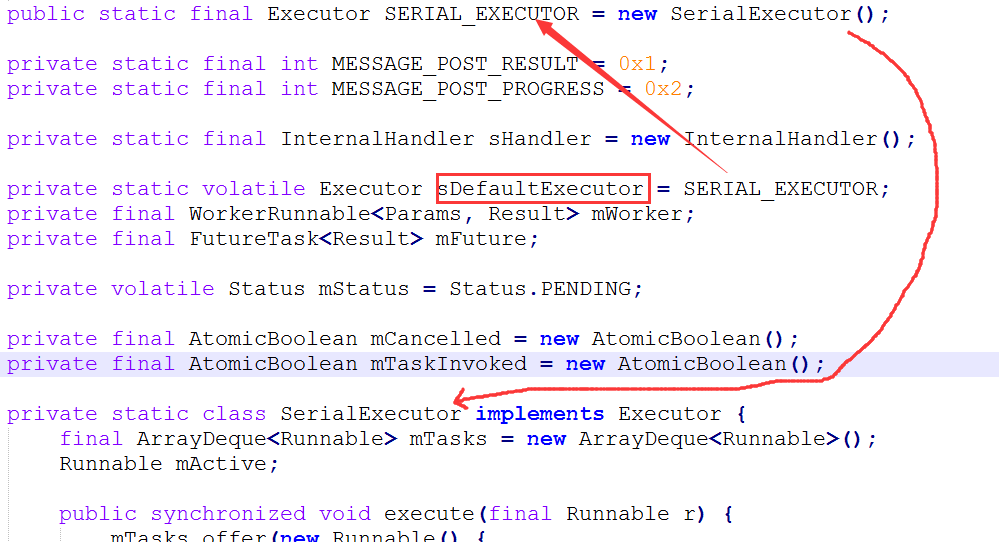 public static final Executor SERIAL_EXECUTOR = new SerialExecutor();
private static final int MESSAGE_POST_RESULT = 0x1;
private static final int MESSAGE_POST_PROGRESS = 0x2;
private static final InternalHandler sHandler = new InternalHandler();
private static volatile Executor sDefaultExecutor = SERIAL_EXECUTOR;
private final WorkerRunnable<Params, Result> mWorker;
private final FutureTask<Result> mFuture;
private volatile Status mStatus = Status.PENDING;
private final AtomicBoolean mCancelled = new AtomicBoolean();
private final AtomicBoolean mTaskInvoked = new AtomicBoolean();
private static class SerialExecutor implements Executor {
final ArrayDeque<Runnable> mTasks = new ArrayDeque<Runnable>();
Runnable mActive;
public synchronized void execute(final Runnable r) {
mTasks.offer(new Runnable() {